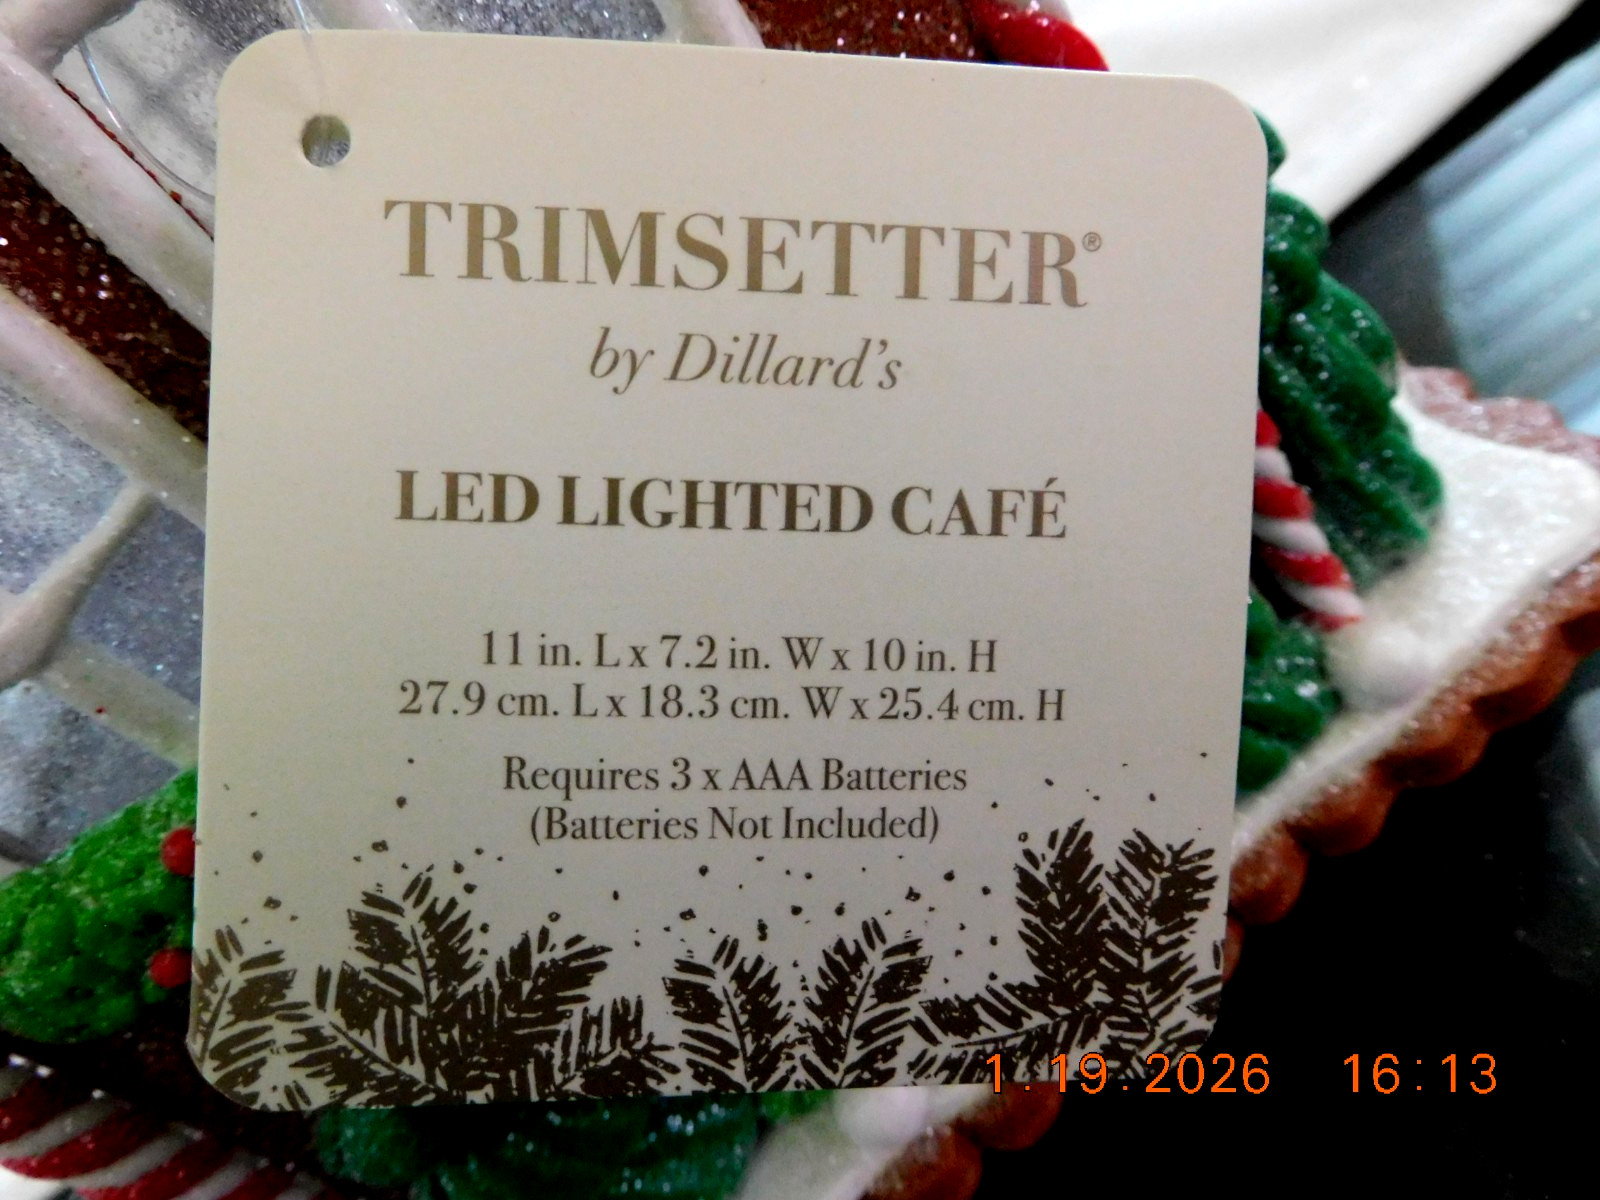 TRIMSETTER®
by Dillard's
LED LIGHTED CAFÉ
11 in. L x 7.2 in. W x 10 in. H
27.9 cm. L x 18.3 cm. W x 25.4 cm. H
Requires 3 x AAA Batteries
(Batteries Not Included)
1.19.2026 16:13